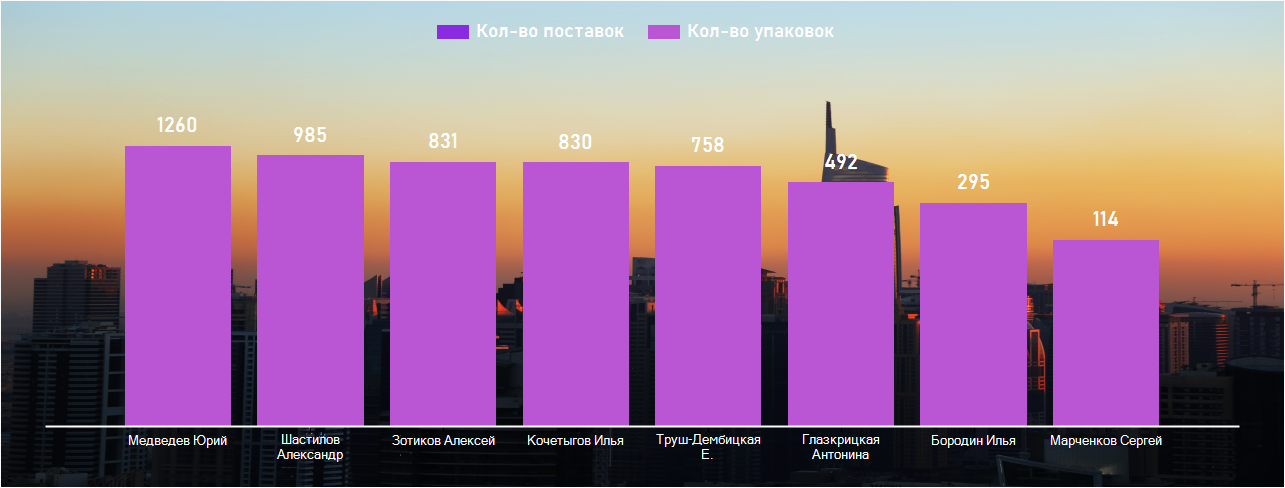 Кол-во поставок Кол-во упаковок
1260 985 831 830 758 492 295 114
Медведев Юрий Шастилов Александр Зотиков Алексей Кочетыгов Илья Труш-Дембицкая Е. Глазкрицкая Антонина Бородин Илья Марченков Сергей